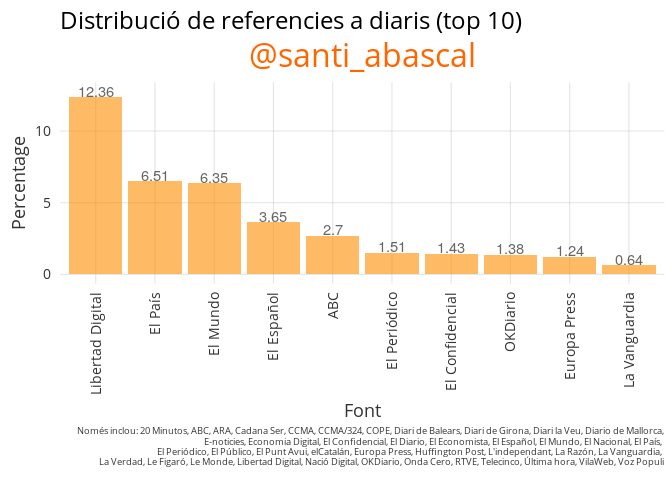 Distribució de referencies a diaris (top 10)
@santi_abascal
Percentage
10
5
0
12.36
6.51
6.35
3.65
2.7
1.51
1.43
1.38
1.24
0.64
Libertad Digital
El País
El Mundo
El Español
ABC
El Periódico
El Confidencial
OKDiario
Europa Press
La Vanguardia
Font
Només inclou: 20 Minutos, ABC, ARA, Cadana Ser, CCMA, CCMA/324, COPE, Diari de Balears, Diari de Girona, Diari la Veu, Diario de Mallorca,
E-noticies, Economia Digital, El Confidencial, El Diario, El Economista, El Español, El Mundo, El Nacional, El País,
El Periódico, El Público, El Punt Avui, elCatalán, Europa Press, Huffington Post, L'independant, La Razón, La Vanguardia,
La Verdad, Le Figaró, Le Monde, Libertad Digital, Nació Digital, OKDiario, Onda Cero, RTVE, Telecinco, Última hora, VilaWeb, Voz Populi